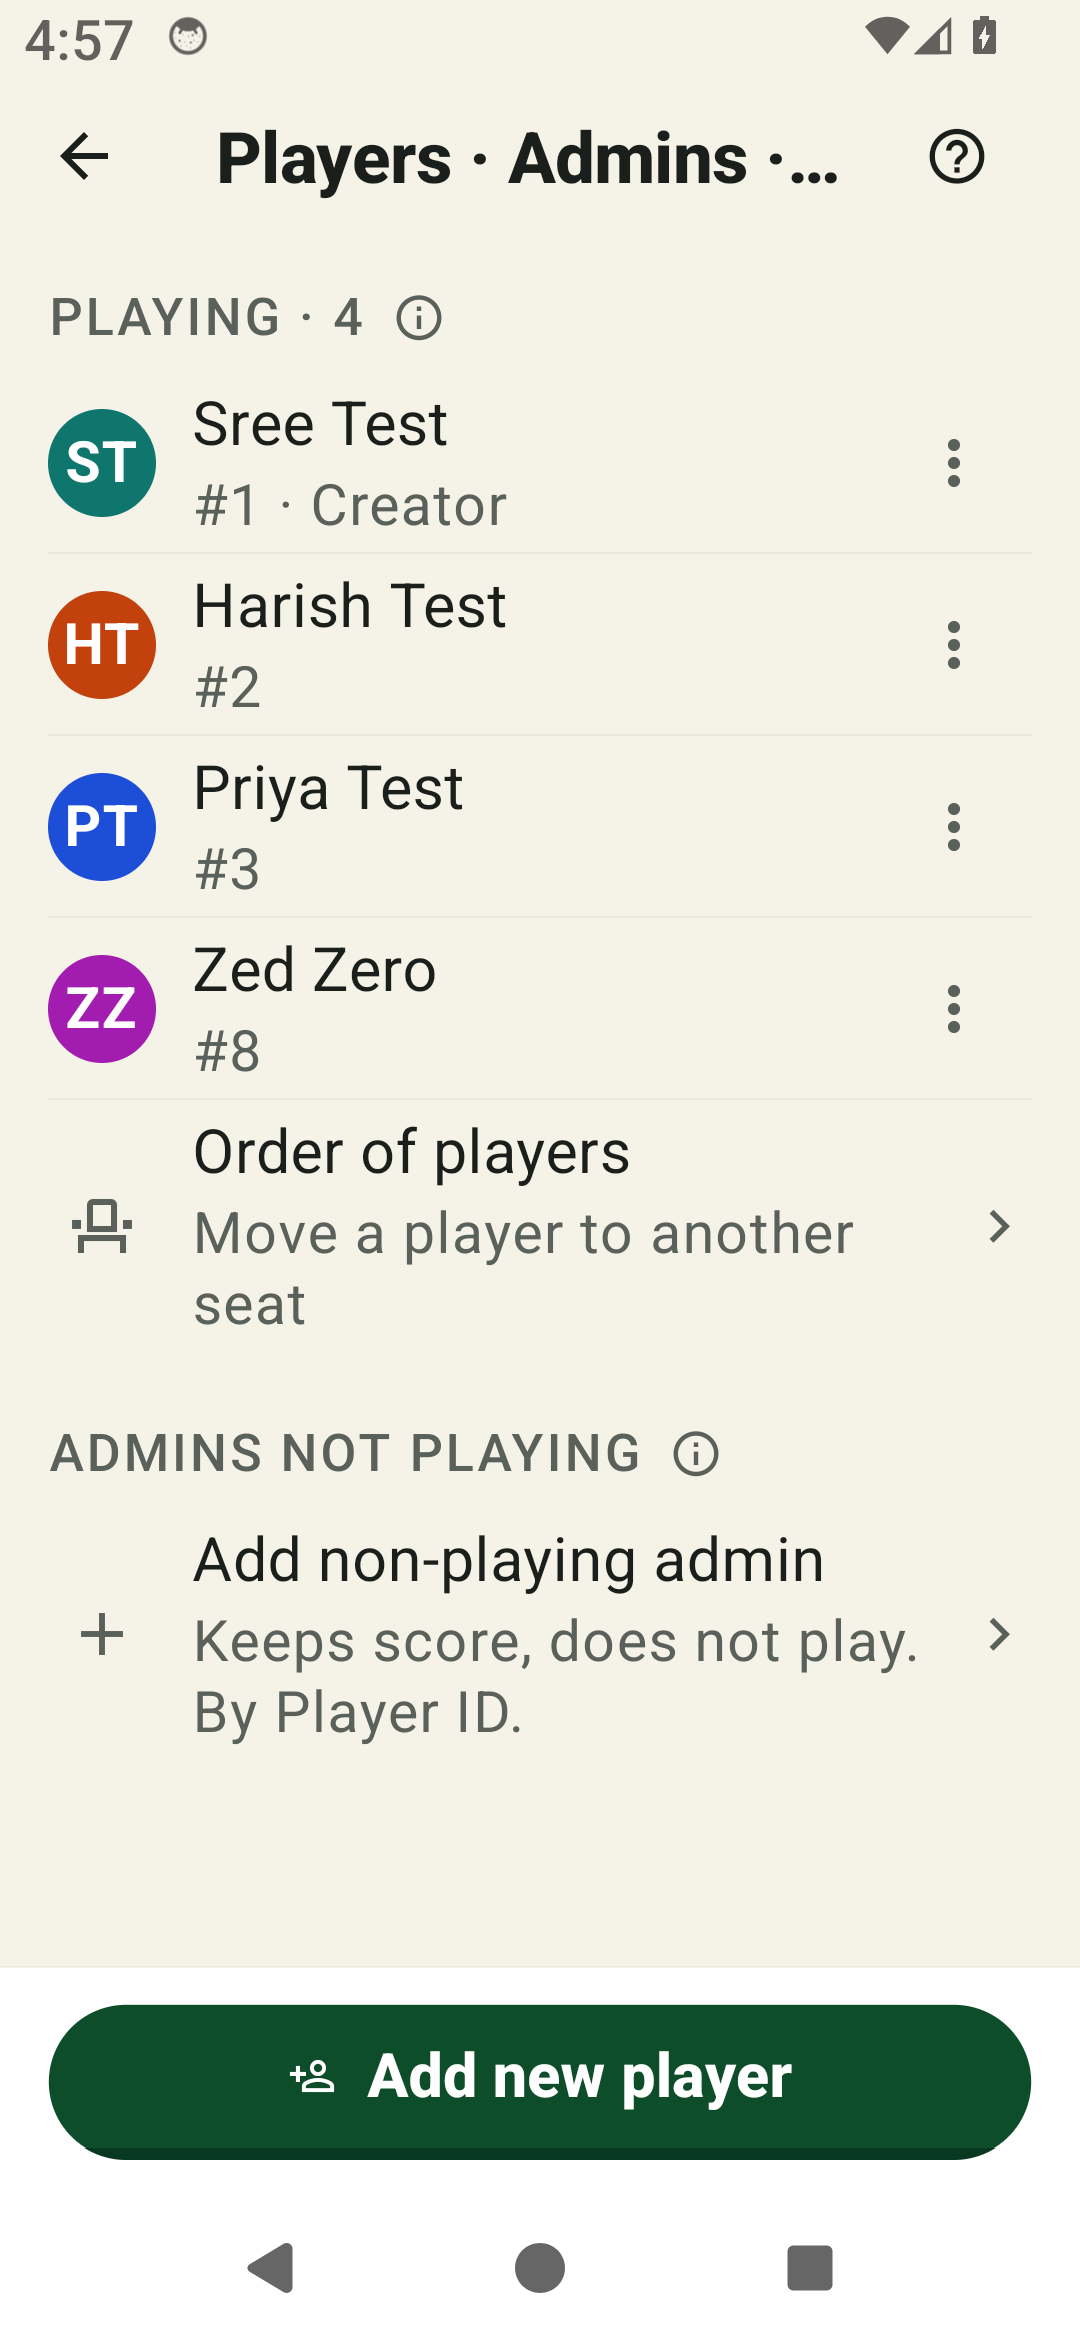 4:57
Players · Admins ·...
PLAYING · 4
ST
Sree Test
#1 · Creator
HT
Harish Test
#2
PT
Priya Test
#3
ZZ
Zed Zero
#8
Order of players
Move a player to another
seat
ADMINS NOT PLAYING
Add non-playing admin
Keeps score, does not play.
By Player ID.
Add new player